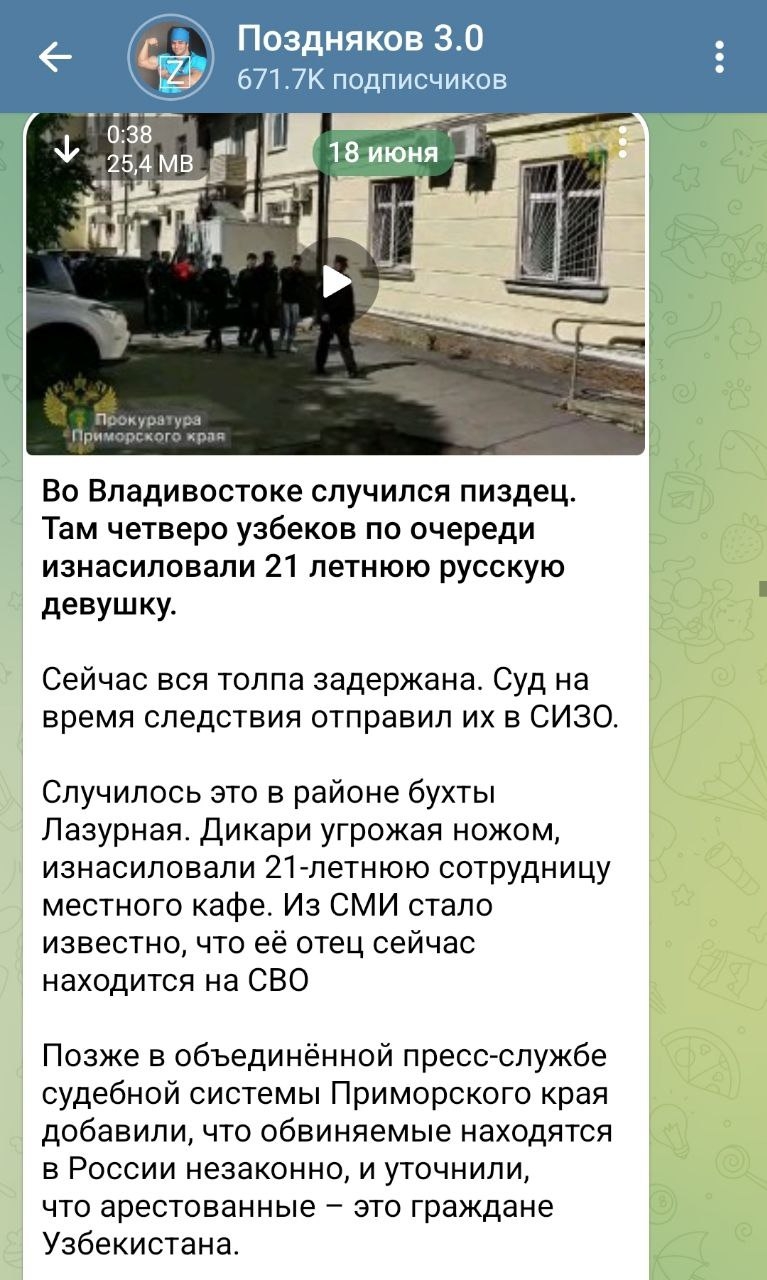 Поздняков 3.0
Z
671.7K подписчиков
0:38
25,4 MB
18 июня
Прокуратура
Приморского края
Во Владивостоке случился пиздец.
Там четверо узбеков по очереди
изнасиловали 21 летнюю русскую
девушку.
Сейчас вся толпа задержана. Суд на
время следствия отправил их в СИЗО.
Случилось это в районе бухты
Лазурная. Дикари угрожая ножом,
изнасиловали 21-летнюю сотрудницу
местного кафе. Из СМИ стало
известно, что её отец сейчас
находится на СВО
Позже в объединённой пресс-службе
судебной системы Приморского края
добавили, что обвиняемые находятся
в России незаконно, и уточнили,
что арестованные – это граждане
Узбекистана.